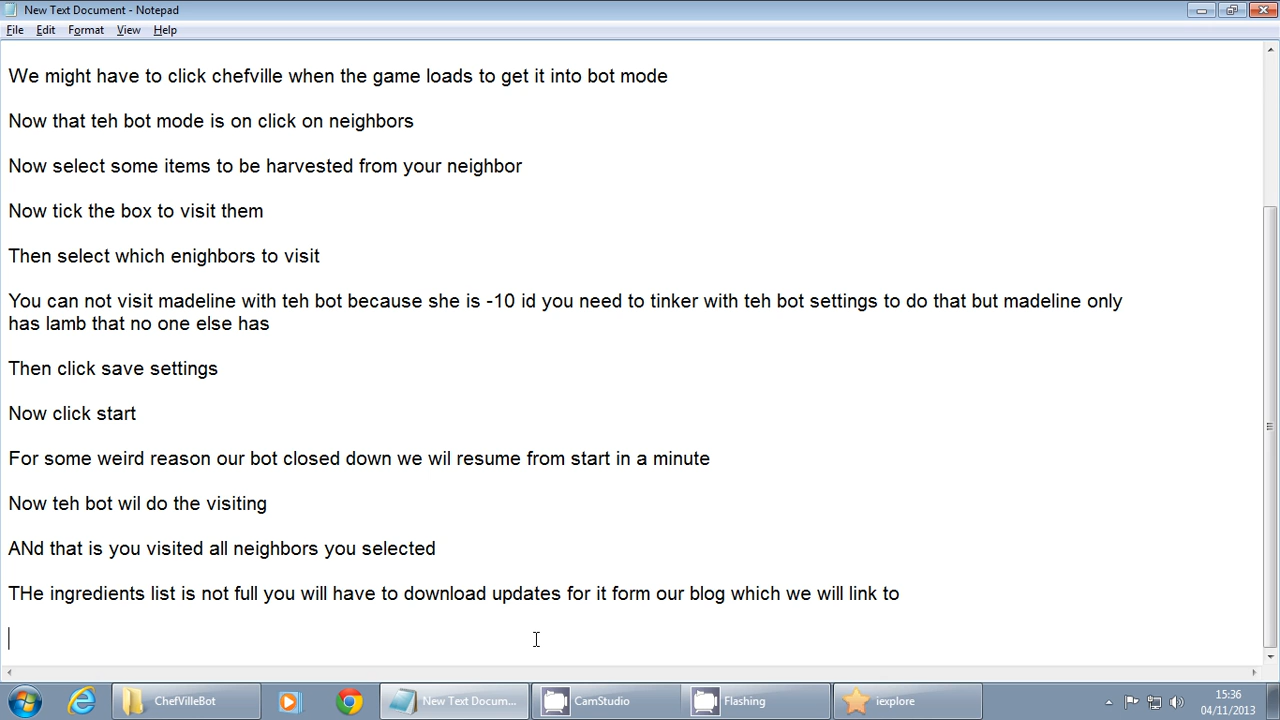 New Text Document - Notepad
File Edit Format View Help
We might have to click chefville when the game loads to get it into bot mode
Now that teh bot mode is on click on neighbors
Now select some items to be harvested from your neighbor
Now tick the box to visit them
Then select which enighbors to visit
You can not visit madeline with teh bot because she is -10 id you need to tinker with teh bot settings to do that but madeline only
has lamb that no one else has
Then click save settings
Now click start
For some weird reason our bot closed down we wil resume from start in a minute
Now teh bot wil do the visiting
ANd that is you visited all neighbors you selected
THe ingredients list is not full you will have to download updates for it form our blog which we will link to
ChefVilleBot New Text Docum... CamStudio Flashing iexplore 15:36
04/11/2013